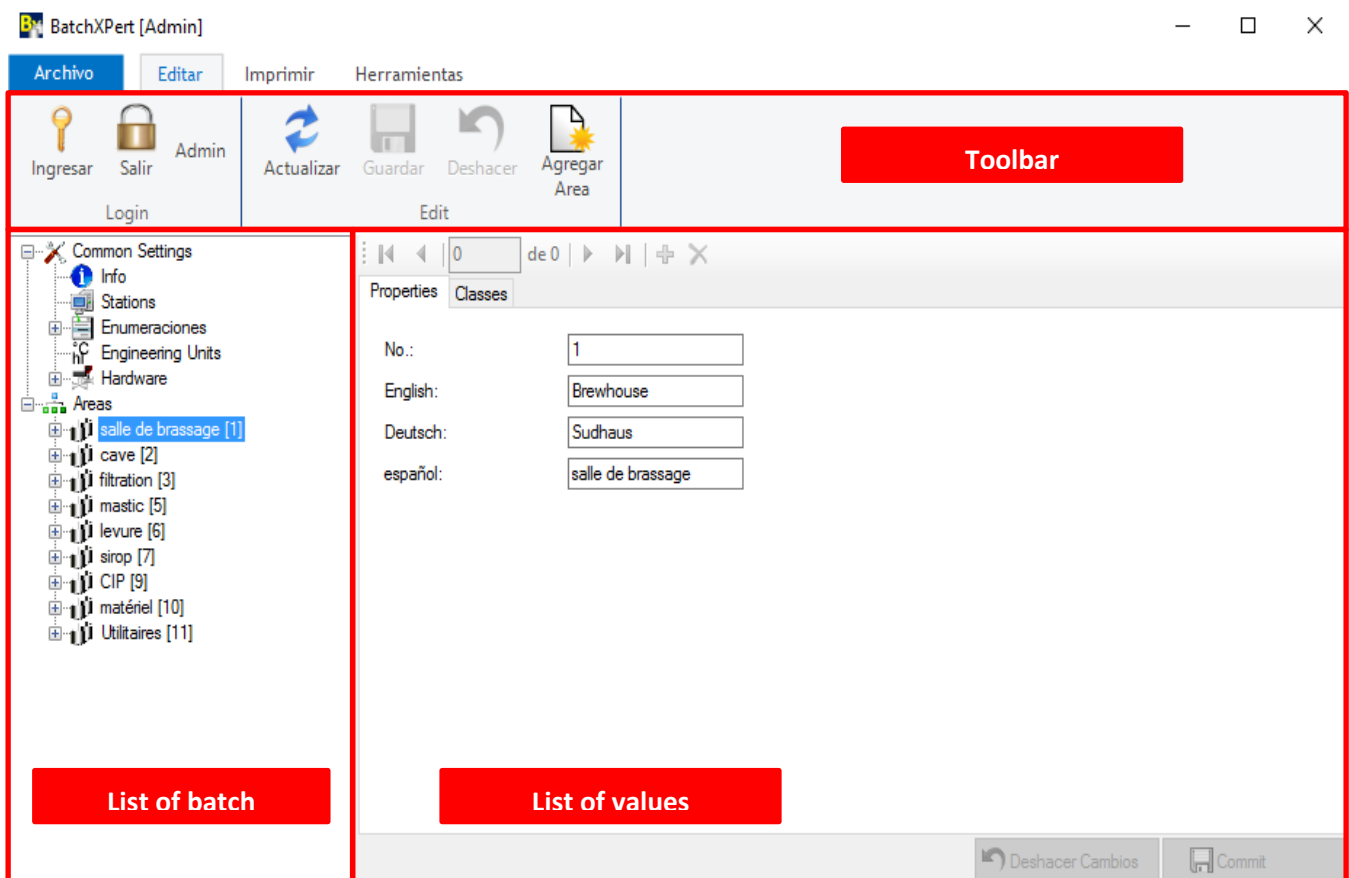 BatchXPert [Admin]
Archivo Editar Imprimir Herramientas
Ingresar Salir Admin Actualizar Guardar Deshacer Agregar
Area
Login Edit
Toolbar
Common Settings
Info
Stations
Enumeraciones
°C hl Engineering Units
Hardware
Areas
salle de brassage [1]
cave [2]
filtration [3]
mastic [5]
levure [6]
sirop [7]
CIP [9]
matériel [10]
Utilitaires [11]
List of batch
0 de 0
Properties Classes
No.: 1
English: Brewhouse
Deutsch: Sudhaus
español: salle de brassage
List of values
Deshacer Cambios Commit